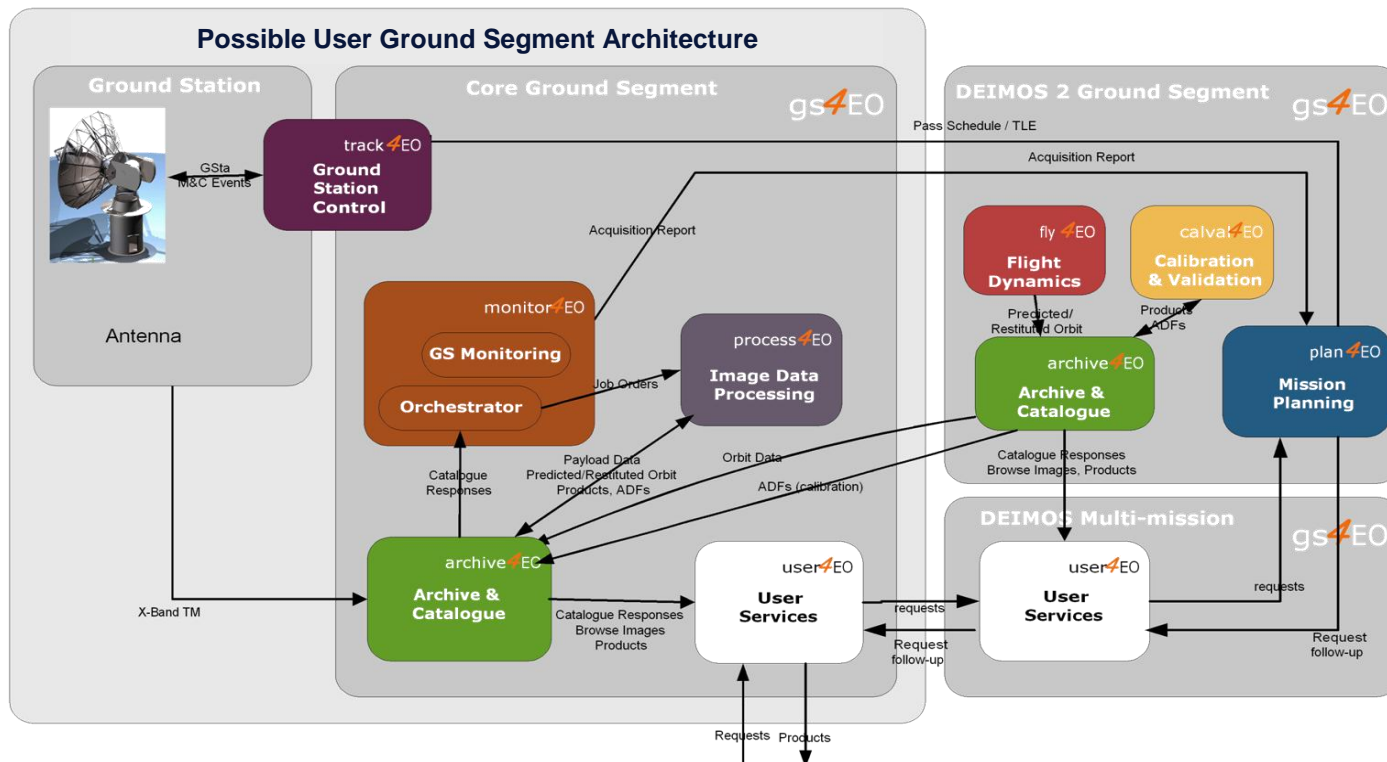 Possible User Ground Segment Architecture
Ground Station
Core Ground Segment
gs4EO
DEIMOS 2 Ground Segment
gs4EO
Pass Schedule / TLE
Acquisition Report
track4EO
Ground
Station
Control
GSta
M&C Events
Acquisition Report
fly 4EO
Flight
Dynamics
calval4EO
Calibration
& Validation
Predicted/
Restituted Orbit
Products
ADFs
Antenna
monitor4EO
GS Monitoring
Orchestrator
Job Orders
process4EO
Image Data
Processing
archive4EO
Archive &
Catalogue
plan4EO
Mission
Planning
Catalogue
Responses
Payload Data
Predicted/Restituted Orbit
Products, ADFs
Orbit Data
ADFs (calibration)
Catalogue Responses
Browse Images, Products
DEIMOS Multi-mission
gs4EO
archive4EO
Archive &
Catalogue
X-Band TM
Catalogue Responses
Browse Images
Products
user4EO
User
Services
requests
Request
follow-up
user4EO
User
Services
requests
Request
follow-up
Requests
Products